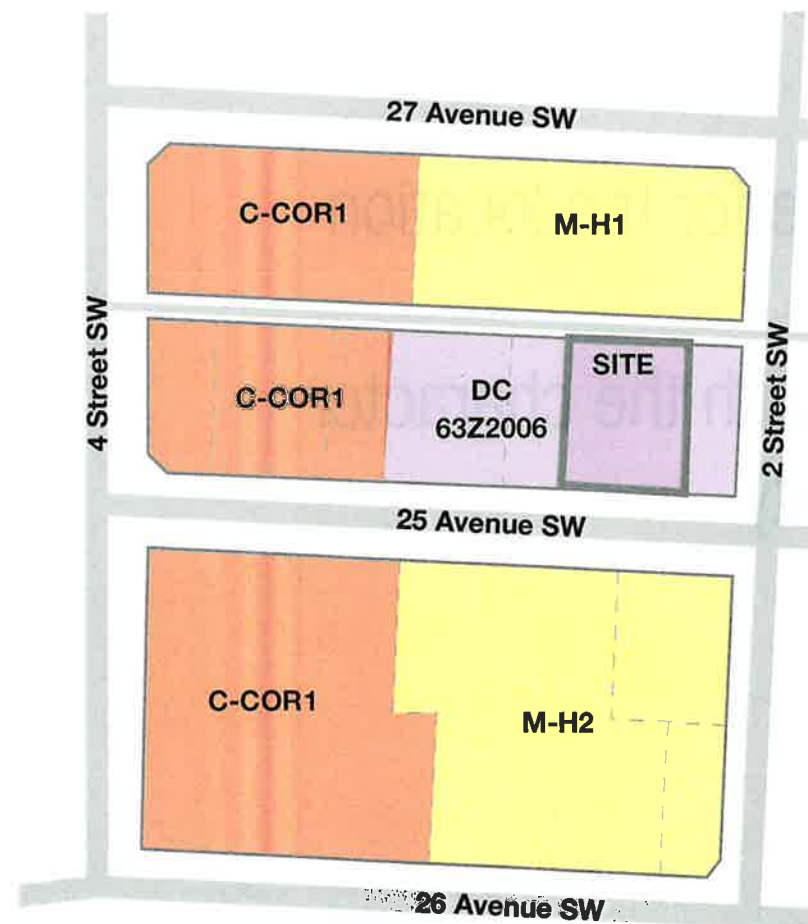 27 Avenue SW
C-COR1
M-H1
4 Street SW
C-COR1
DC
63Z2006
SITE
2 Street SW
25 Avenue SW
C-COR1
M-H2
26 Avenue SW